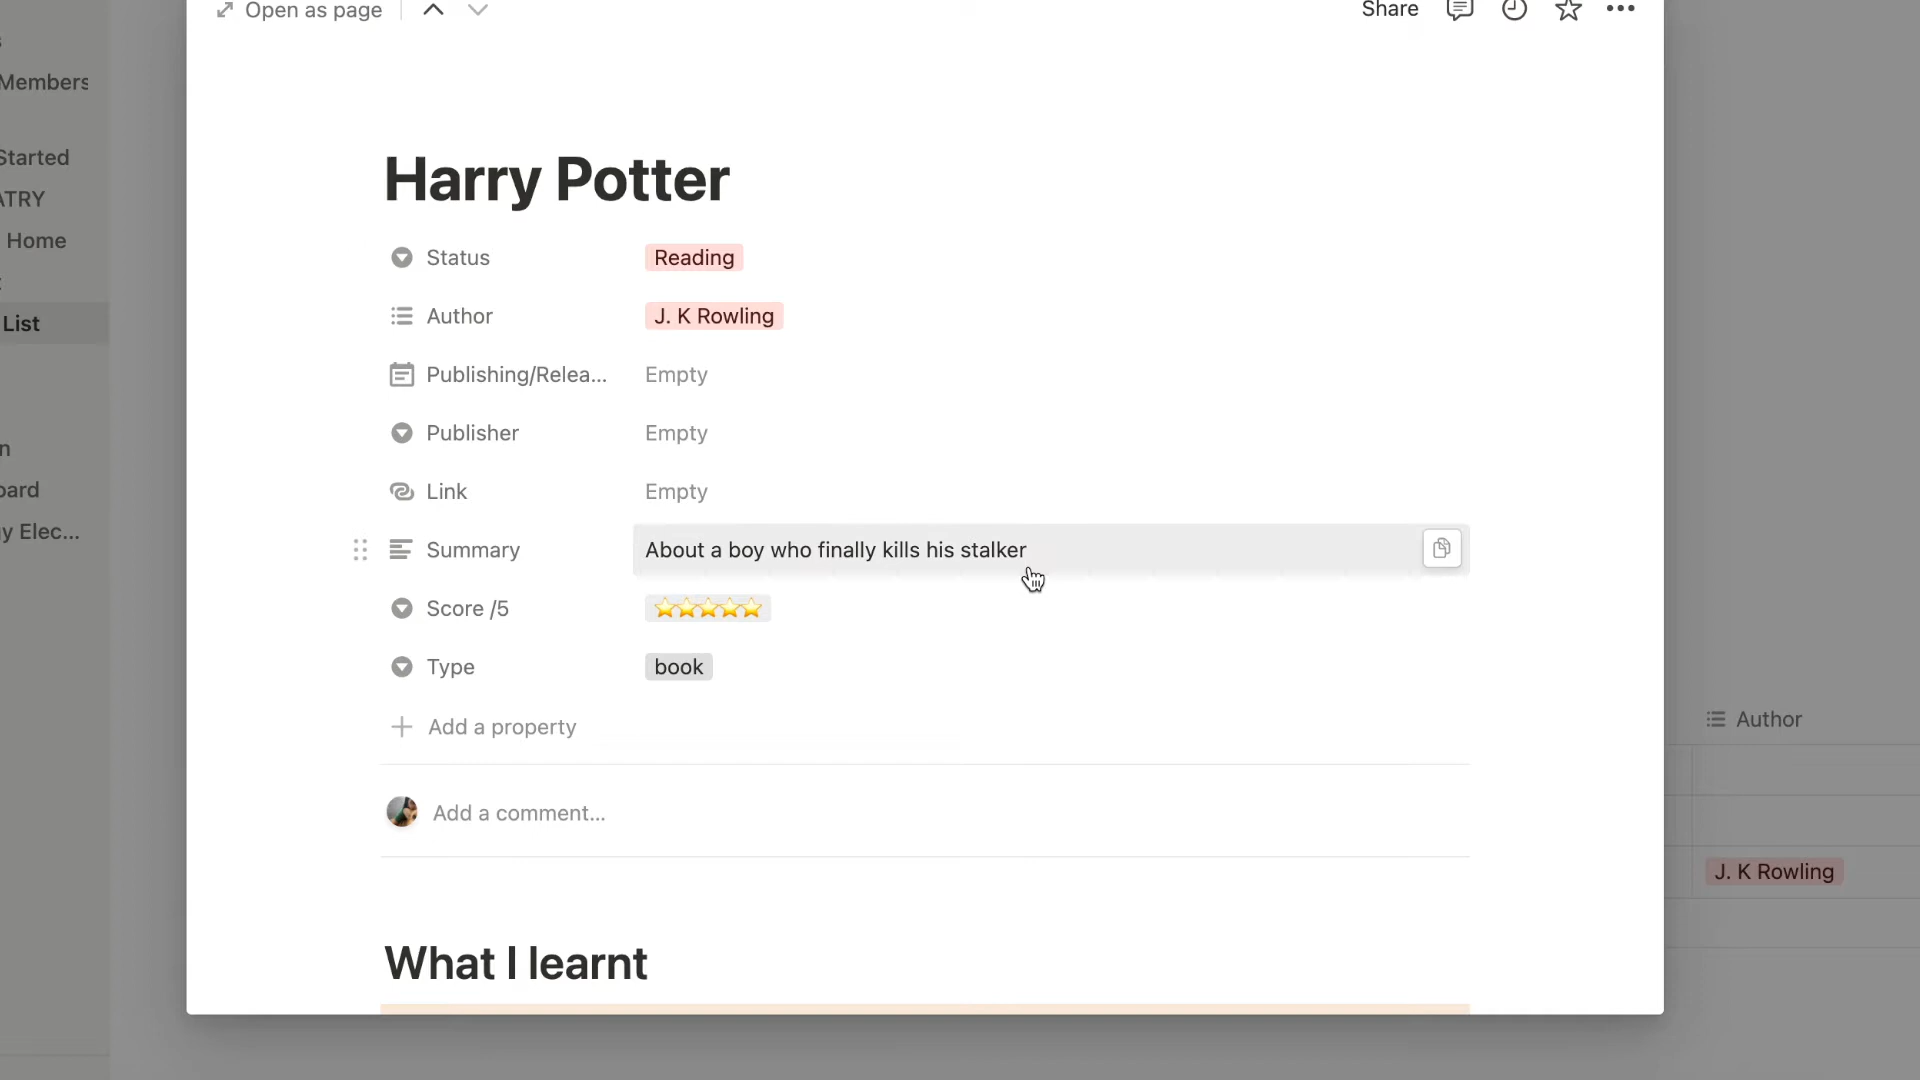 Open as page
Share
Members
Started
ATRY
Home
List
oard
y Elec...
Harry Potter
Status Reading
Author J. K Rowling
Publishing/Relea... Empty
Publisher Empty
Link Empty
Summary About a boy who finally kills his stalker
Score /5 ⭐⭐⭐⭐⭐
Type book
Add a property
Add a comment...
What I learnt
Author
J. K Rowling